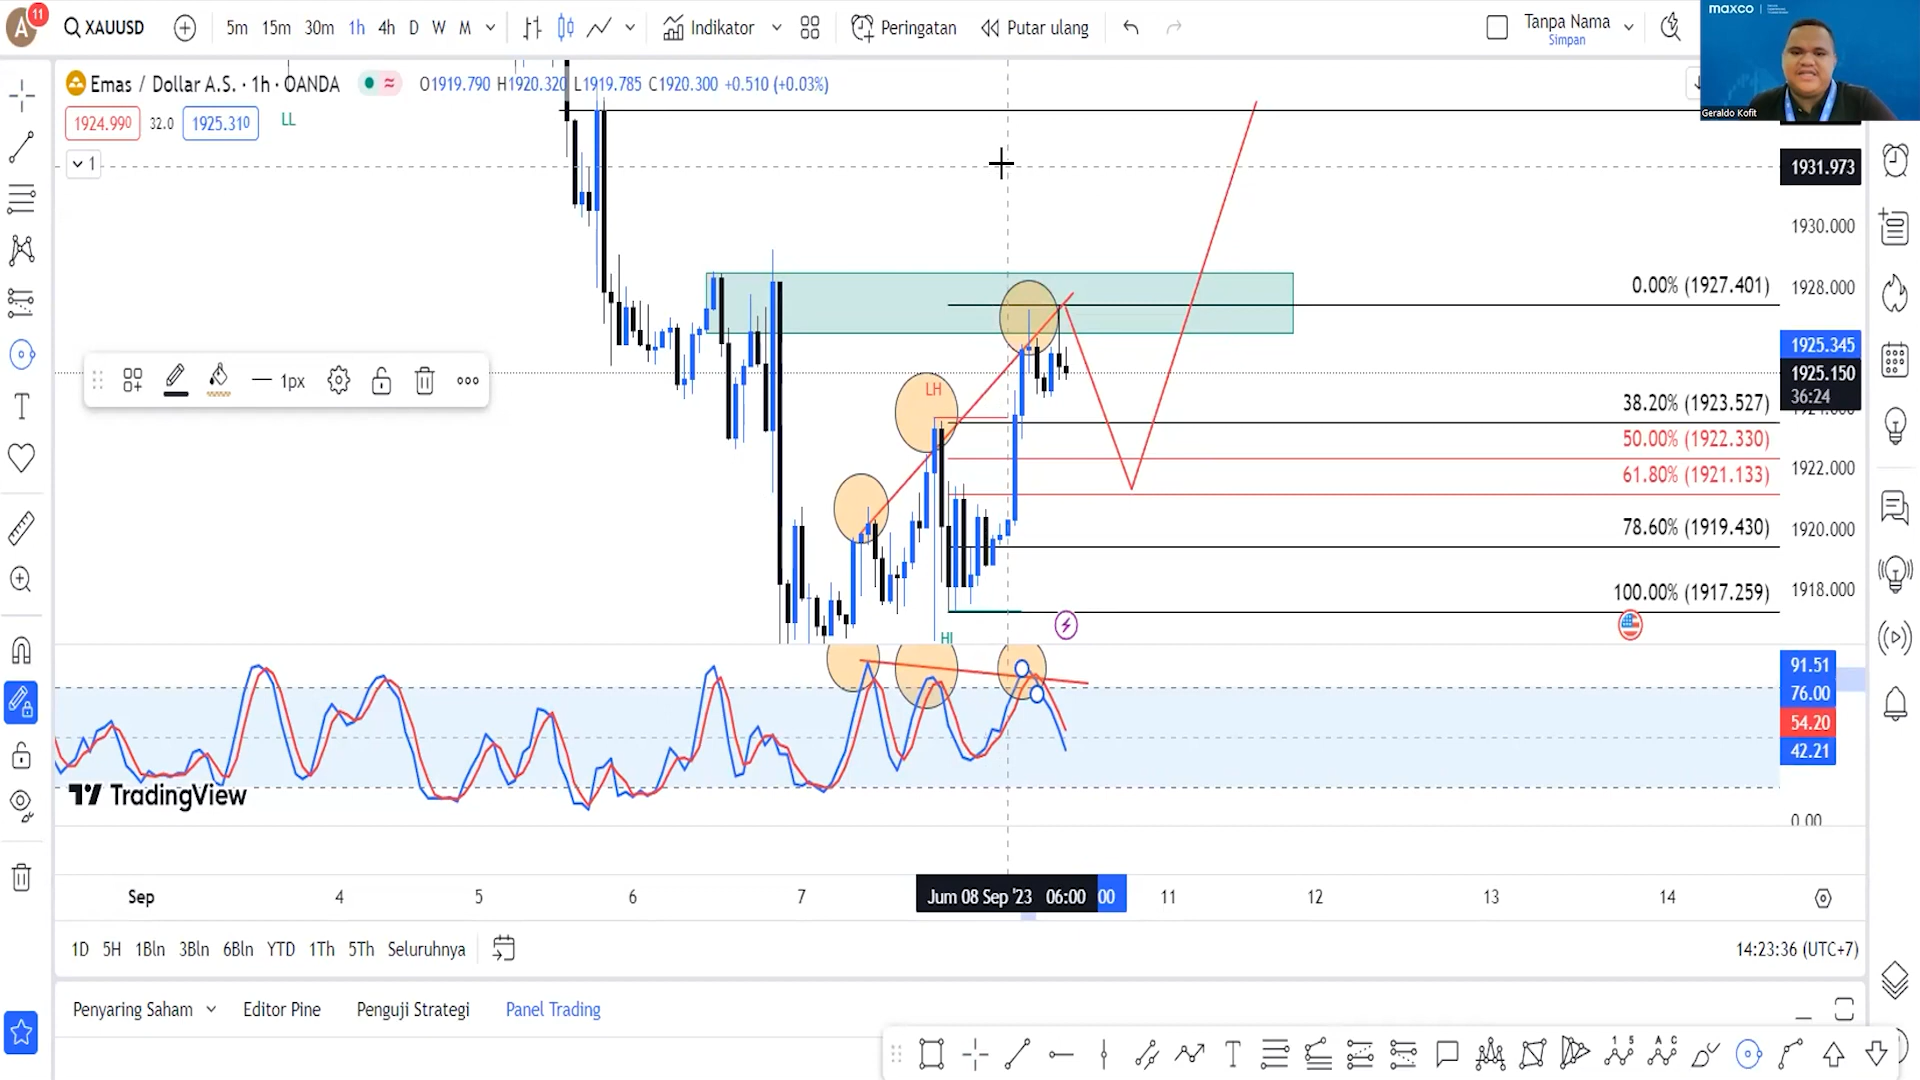 A 11 XAUUSD 5m 15m 30m 1h 4h D W M Indikator Peringatan Putar ulang Tanpa Nama
Simpan
maxco
Geraldo Kofit
Emas / Dollar A.S. · 1h · OANDA O1919.790 H1920.320 L1919.785 C1920.300 +0.510 (+0.03%)
1924.990 32.0 1925.310 LL
1
1931.973
1930.000
0.00% (1927.401) 1928.000
1925.345
1925.150
36:24
1px
LH
38.20% (1923.527)
50.00% (1922.330)
61.80% (1921.133) 1922.000
78.60% (1919.430) 1920.000
100.00% (1917.259) 1918.000
HL
91.51
76.00
54.20
42.21
TradingView
0.00
Sep 4 5 6 7 Jum 08 Sep '23 06:00 00 11 12 13 14
1D 5H 1Bln 3Bln 6Bln YTD 1Th 5Th Seluruhnya 14:23:36 (UTC+7)
Penyaring Saham Editor Pine Penguji Strategi Panel Trading